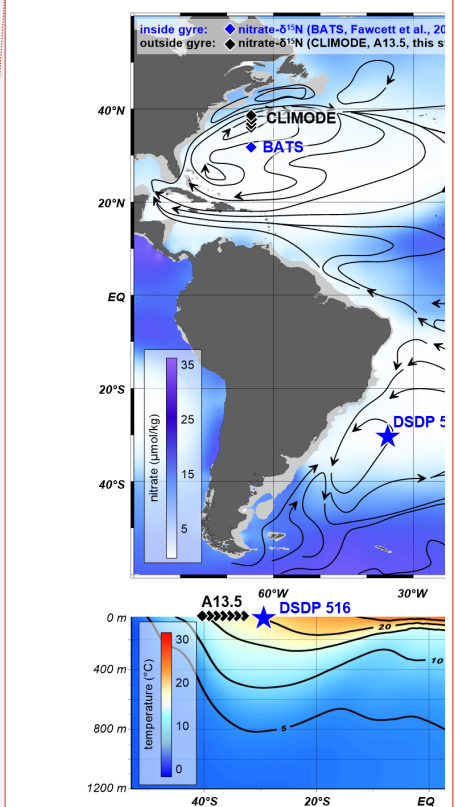 inside gyre: ◆ nitrate-δ¹⁵N (BATS, Fawcett et al., 20
outside gyre: ◆ nitrate-δ¹⁵N (CLIMODE, A13.5, this s
40°N
CLIMODE
BATS
20°N
EQ
35
20°S
DSDP 5
25
nitrate (μmol/kg)
15
40°S
5
60°W 30°W
A13.5
DSDP 516
0 m
20
30
400 m
10
20
temperature (°C)
800 m
5
10
0
1200 m
40°S 20°S EQ